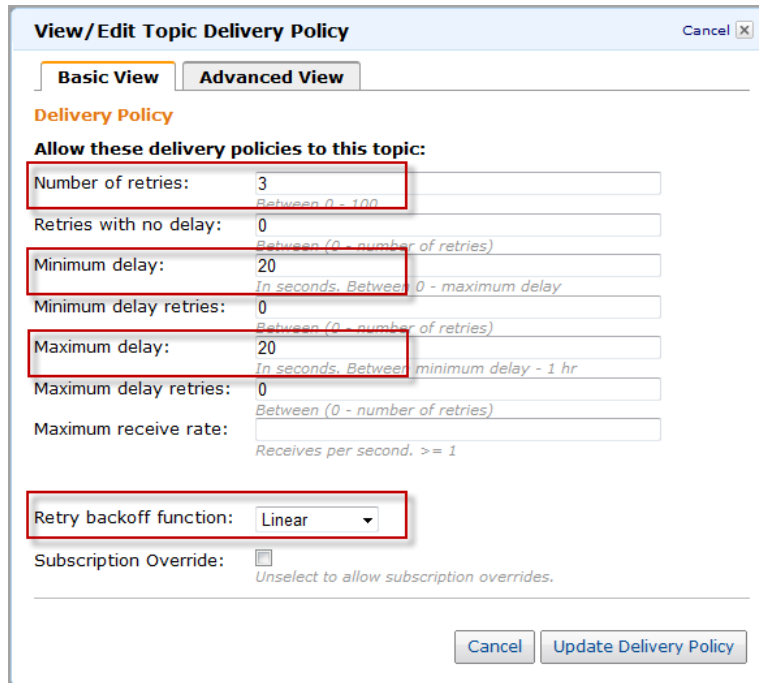 View/Edit Topic Delivery Policy Cancel
Basic View Advanced View
Delivery Policy
Allow these delivery policies to this topic:
Number of retries: 3
Between 0 - 100
Retries with no delay: 0
Between (0 - number of retries)
Minimum delay: 20
In seconds. Between 0 - maximum delay
Minimum delay retries: 0
Between (0 - number of retries)
Maximum delay: 20
In seconds. Between minimum delay - 1 hr
Maximum delay retries: 0
Between (0 - number of retries)
Maximum receive rate:
Receives per second. >= 1
Retry backoff function: Linear
Subscription Override:
Unselect to allow subscription overrides.
Cancel Update Delivery Policy